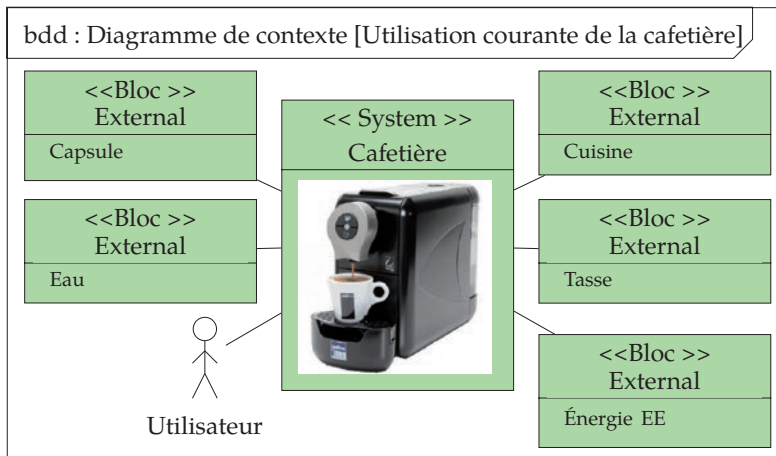 bdd : Diagramme de contexte [Utilisation courante de la cafetière]
<<Bloc >>
External
Capsule
<<Bloc >>
External
Eau
Utilisateur
<< System >>
Cafetière
<<Bloc >>
External
Cuisine
<<Bloc >>
External
Tasse
<<Bloc >>
External
Énergie EE